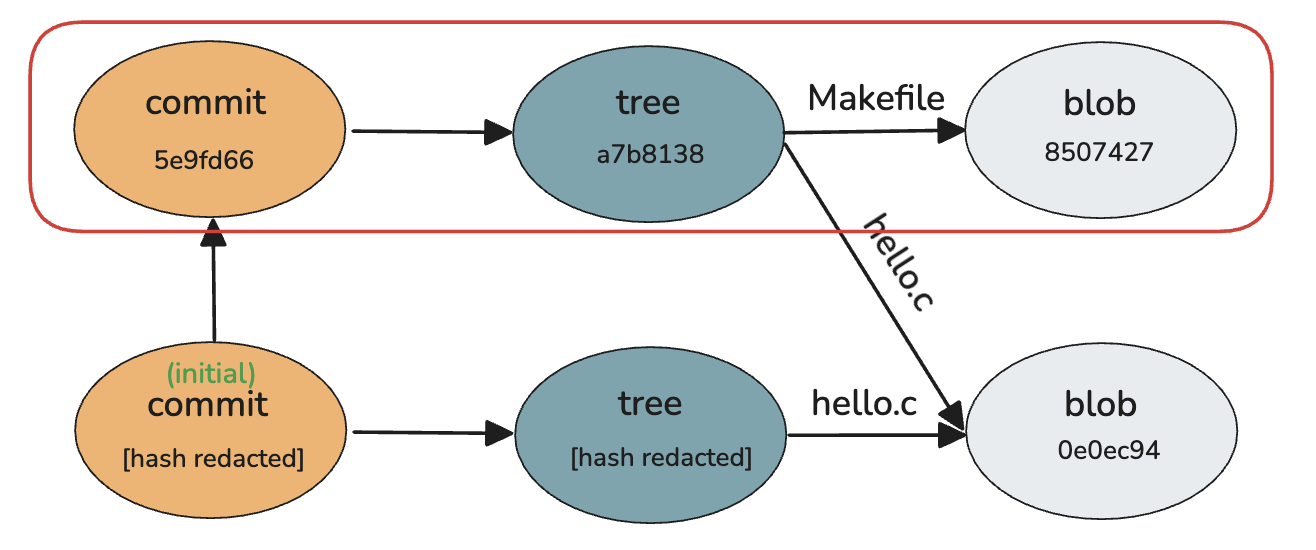 commit
5e9fd66
tree
a7b8138
Makefile
blob
8507427
hello.c
(initial)
commit
[hash redacted]
tree
[hash redacted]
hello.c
blob
0e0ec94